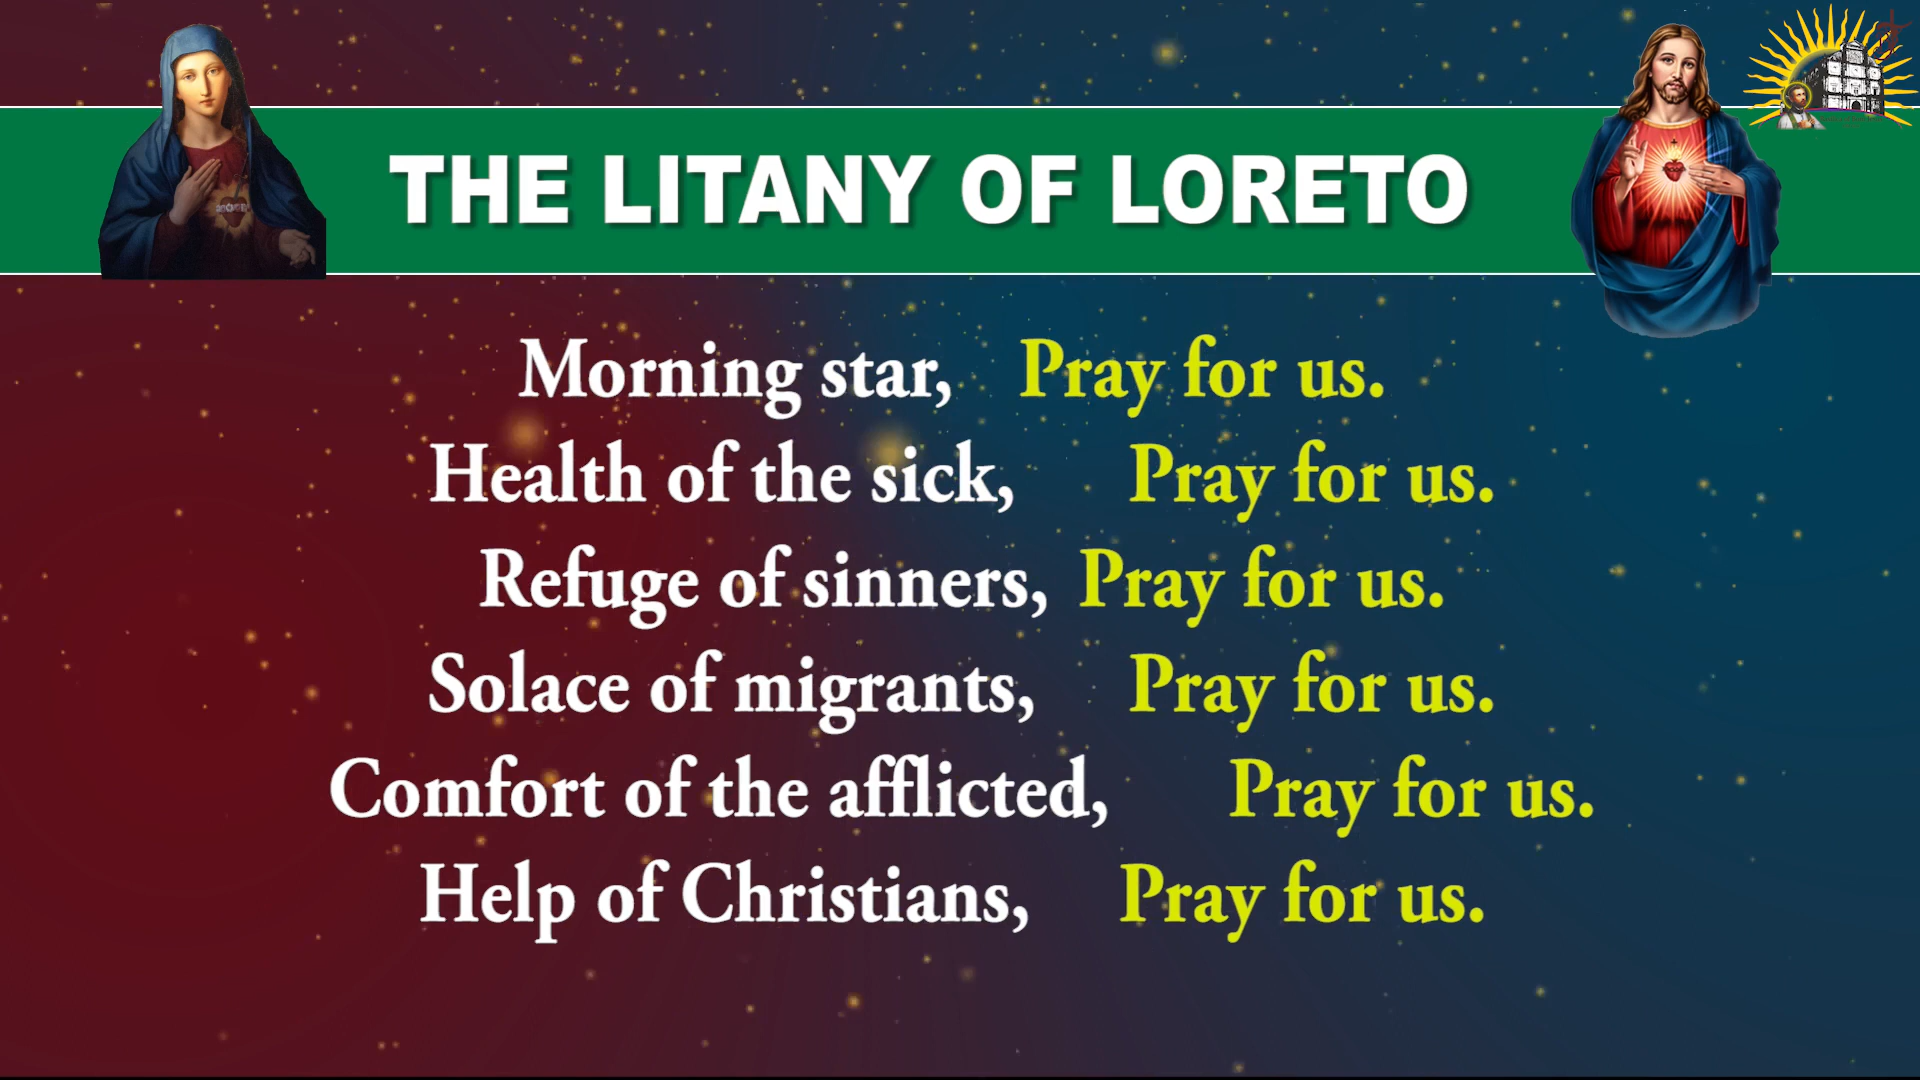 THE LITANY OF LORETO
Morning star, Pray for us.
Health of the sick, Pray for us.
Refuge of sinners, Pray for us.
Solace of migrants, Pray for us.
Comfort of the afflicted, Pray for us.
Help of Christians, Pray for us.